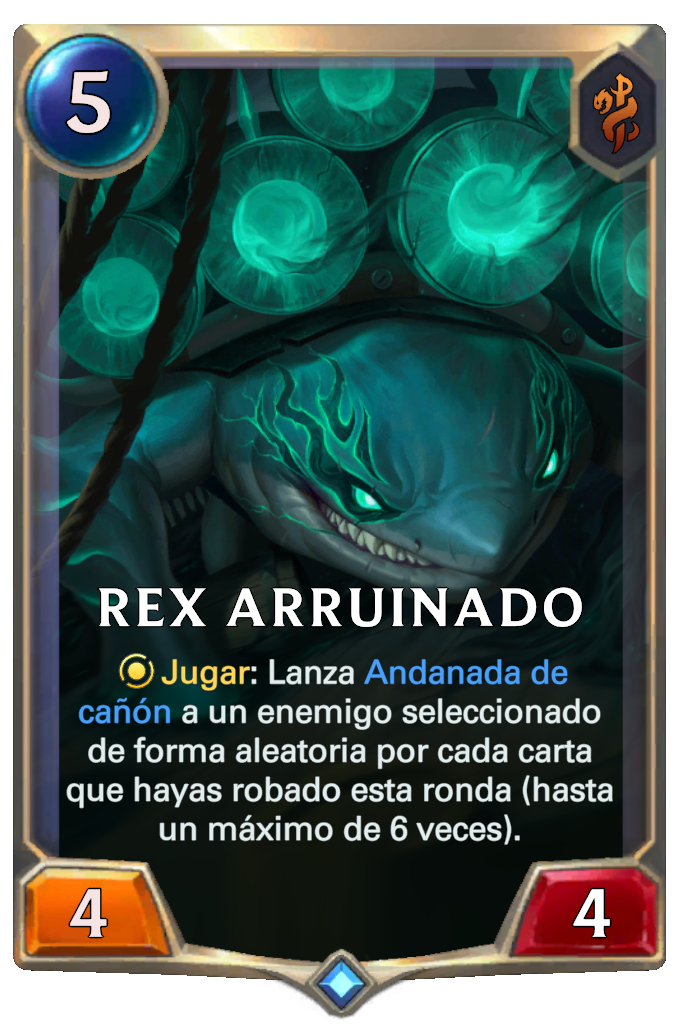 5
REX ARRUINADO
Jugar: Lanza Andanada de
cañón a un enemigo seleccionado
de forma aleatoria por cada carta
que hayas robado esta ronda (hasta
un máximo de 6 veces).
4
4